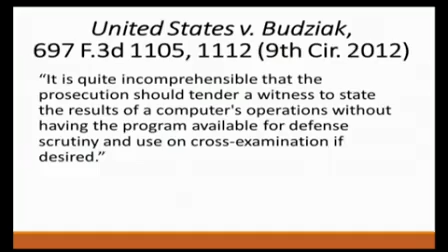 United States v. Budziak,
697 F.3d 1105, 1112 (9th Cir. 2012)
“It is quite incomprehensible that the
prosecution should tender a witness to state
the results of a computer's operations without
having the program available for defense
scrutiny and use on cross-examination if
desired.”